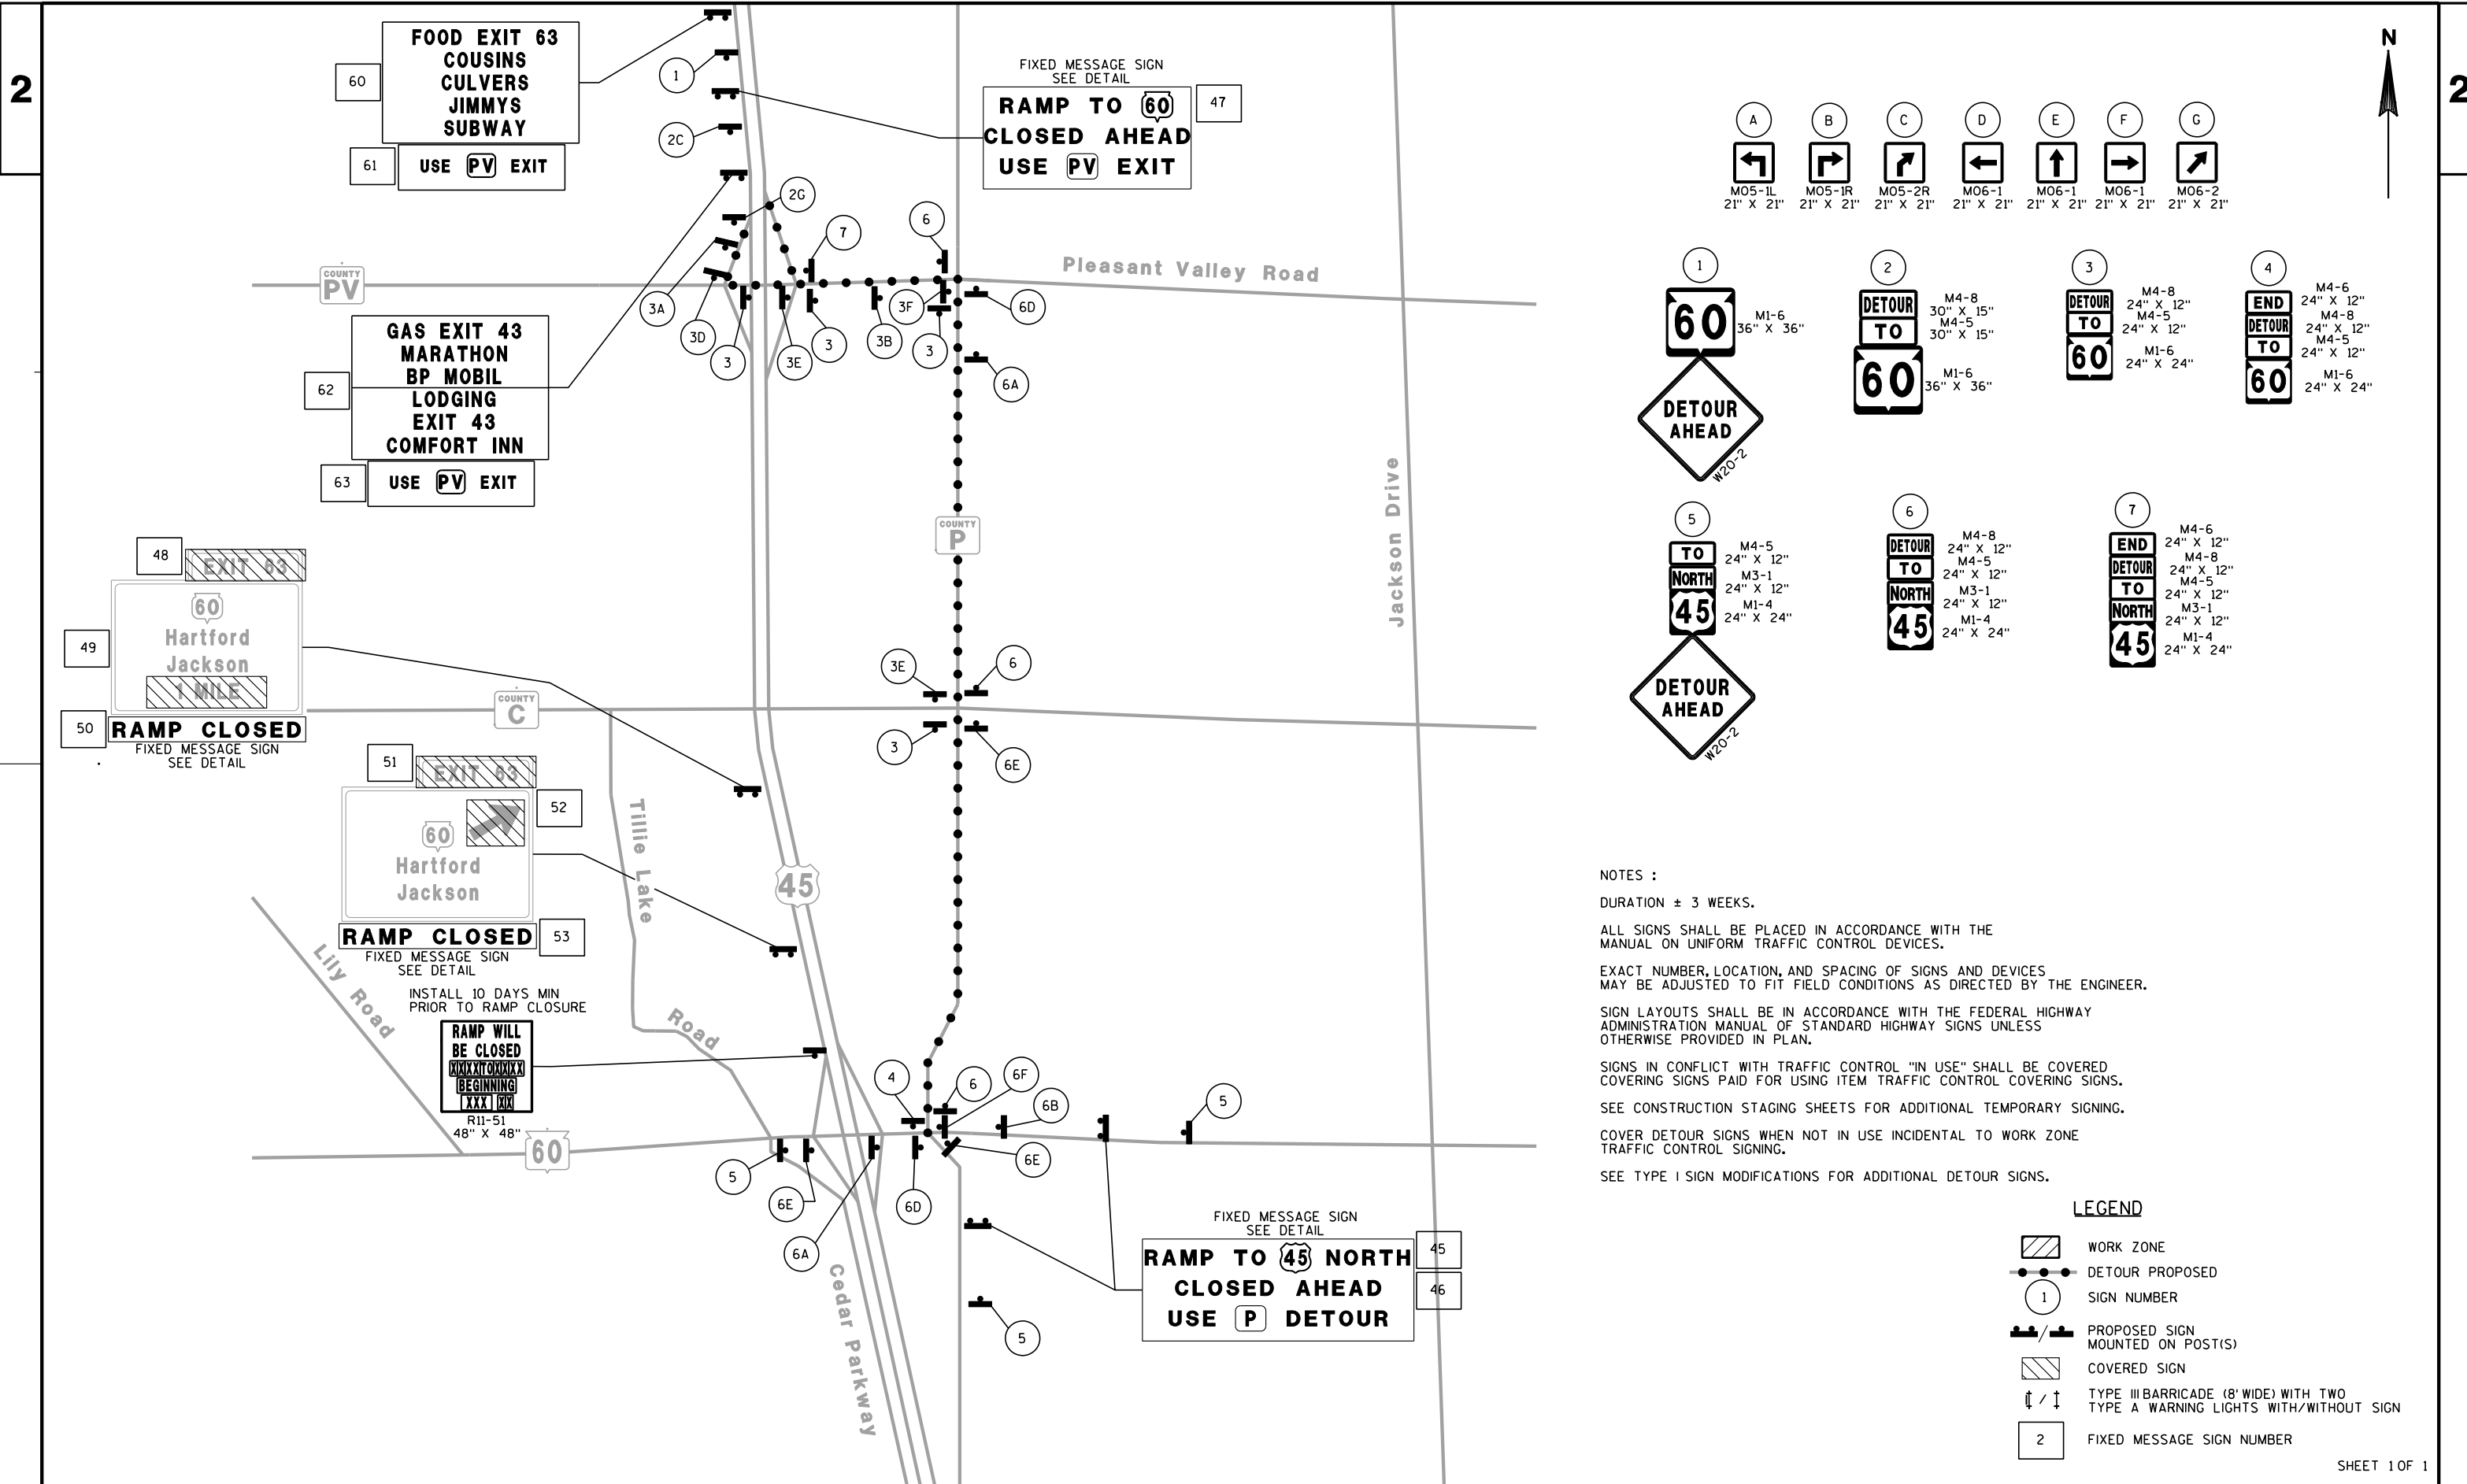 2
2
FOOD EXIT 63
COUSINS
CULVERS
JIMMYS
SUBWAY
60
61
USE PV EXIT
1
2C
FIXED MESSAGE SIGN
SEE DETAIL
RAMP TO 60
CLOSED AHEAD
USE PV EXIT
47
2G
7
6
COUNTY
PV
Pleasant Valley Road
3A
3D
3
3E
3
3B
3F
3
6D
6A
GAS EXIT 43
MARATHON
BP MOBIL
LODGING
EXIT 43
COMFORT INN
62
63
USE PV EXIT
COUNTY
P
Jackson Drive
48
EXIT 63
60
Hartford
Jackson
1 MILE
49
50
RAMP CLOSED
FIXED MESSAGE SIGN
SEE DETAIL
COUNTY
C
3E
6
3
6E
51
EXIT 63
52
60
Hartford
Jackson
RAMP CLOSED
53
FIXED MESSAGE SIGN
SEE DETAIL
Tillie Lake
Road
45
Lily Road
INSTALL 10 DAYS MIN
PRIOR TO RAMP CLOSURE
RAMP WILL
BE CLOSED
XXXXTOXXXX
BEGINNING
XXX XX
R11-51
48" X 48"
60
4
6
6F
6B
5
5
6E
6A
6D
6E
5
Cedar Parkway
FIXED MESSAGE SIGN
SEE DETAIL
RAMP TO 45 NORTH
CLOSED AHEAD
USE P DETOUR
45
46
N
A
B
C
D
E
F
G
MO5-1L
21" X 21"
MO5-1R
21" X 21"
MO5-2R
21" X 21"
MO6-1
21" X 21"
MO6-1
21" X 21"
MO6-1
21" X 21"
MO6-2
21" X 21"
1
60
M1-6
36" X 36"
DETOUR
AHEAD
W20-2
2
DETOUR
TO
60
M4-8
30" X 15"
M4-5
30" X 15"
M1-6
36" X 36"
3
DETOUR
TO
60
M4-8
24" X 12"
M4-5
24" X 12"
M1-6
24" X 24"
4
END
DETOUR
TO
60
M4-6
24" X 12"
M4-8
24" X 12"
M4-5
24" X 12"
M1-6
24" X 24"
5
TO
NORTH
45
M4-5
24" X 12"
M3-1
24" X 12"
M1-4
24" X 24"
DETOUR
AHEAD
W20-2
6
DETOUR
TO
NORTH
45
M4-8
24" X 12"
M4-5
24" X 12"
M3-1
24" X 12"
M1-4
24" X 24"
7
END
DETOUR
TO
NORTH
45
M4-6
24" X 12"
M4-8
24" X 12"
M4-5
24" X 12"
M3-1
24" X 12"
M1-4
24" X 24"
NOTES :
DURATION ± 3 WEEKS.
ALL SIGNS SHALL BE PLACED IN ACCORDANCE WITH THE
MANUAL ON UNIFORM TRAFFIC CONTROL DEVICES.
EXACT NUMBER, LOCATION, AND SPACING OF SIGNS AND DEVICES
MAY BE ADJUSTED TO FIT FIELD CONDITIONS AS DIRECTED BY THE ENGINEER.
SIGN LAYOUTS SHALL BE IN ACCORDANCE WITH THE FEDERAL HIGHWAY
ADMINISTRATION MANUAL OF STANDARD HIGHWAY SIGNS UNLESS
OTHERWISE PROVIDED IN PLAN.
SIGNS IN CONFLICT WITH TRAFFIC CONTROL "IN USE" SHALL BE COVERED
COVERING SIGNS PAID FOR USING ITEM TRAFFIC CONTROL COVERING SIGNS.
SEE CONSTRUCTION STAGING SHEETS FOR ADDITIONAL TEMPORARY SIGNING.
COVER DETOUR SIGNS WHEN NOT IN USE INCIDENTAL TO WORK ZONE
TRAFFIC CONTROL SIGNING.
SEE TYPE I SIGN MODIFICATIONS FOR ADDITIONAL DETOUR SIGNS.
LEGEND
WORK ZONE
DETOUR PROPOSED
1
SIGN NUMBER
PROPOSED SIGN
MOUNTED ON POST(S)
COVERED SIGN
TYPE III BARRICADE (8' WIDE) WITH TWO
TYPE A WARNING LIGHTS WITH/WITHOUT SIGN
2
FIXED MESSAGE SIGN NUMBER
SHEET 1 OF 1